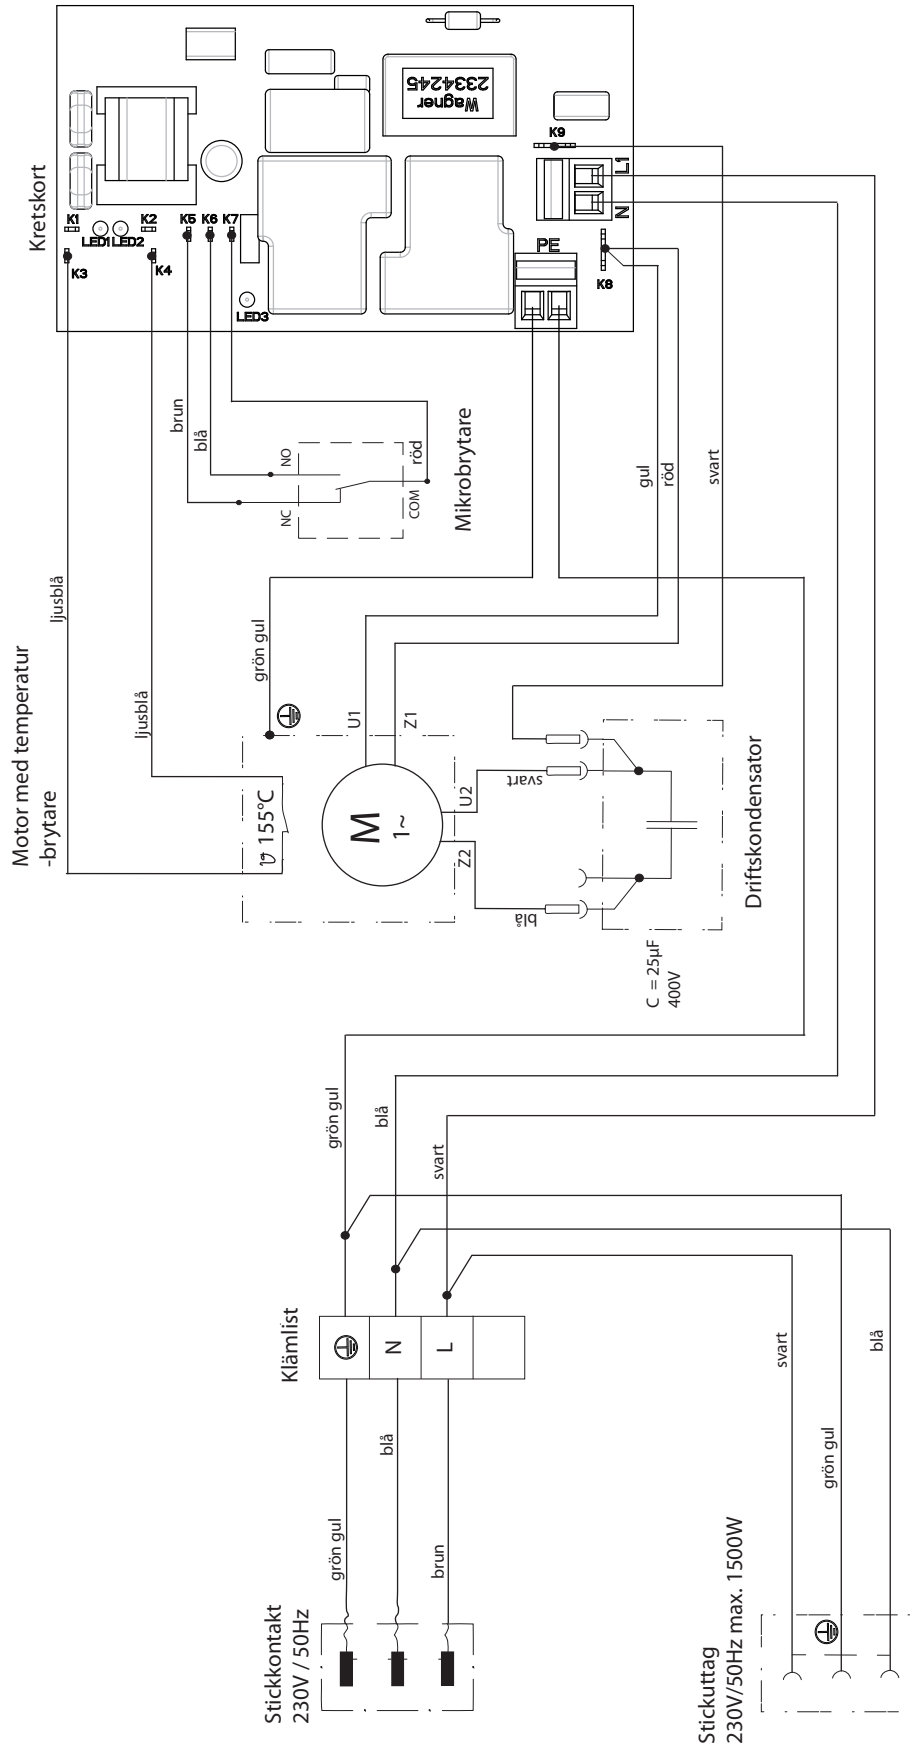 Kretskort
K1
K2
LED1
LED2
K3
K4
K5
K6
K7
LED3
Wagner
2334245
K9
L1
N
PE
K8
brun
blå
NO
NC
COM
röd
Mikrobrytare
gul
röd
svart
ljusblå
ljusblå
Motor med temperatur
-brytare
grön gul
ϑ 155°C
M
1~
U1
Z1
U2
Z2
svart
blå
Driftskondensator
C = 25µF
400V
grön gul
blå
svart
Klämlist
N
L
grön gul
blå
brun
svart
grön gul
blå
Stickkontakt
230V / 50Hz
Stickuttag
230V/50Hz max. 1500W